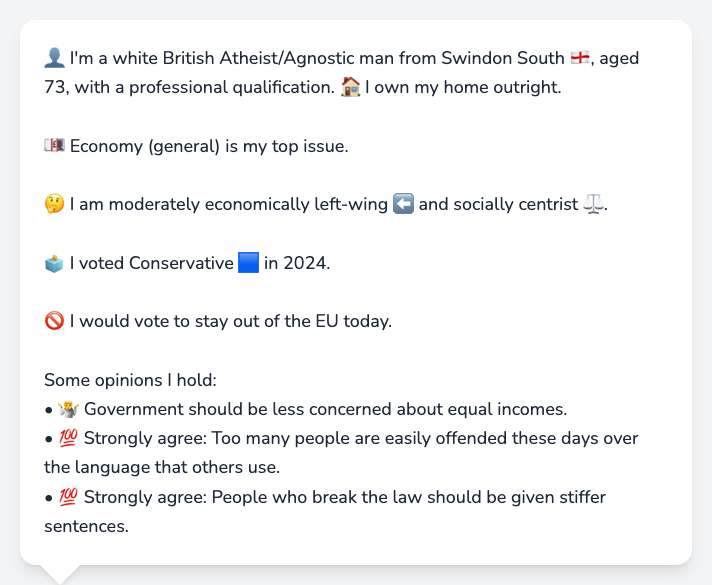 👤 I'm a white British Atheist/Agnostic man from Swindon South 🏴󠁧󠁢󠁥󠁮󠁧󠁿, aged
73, with a professional qualification. 🏠 I own my home outright.
💷 Economy (general) is my top issue.
🤔 I am moderately economically left-wing ⬅️ and socially centrist ⚖️.
🗳️ I voted Conservative 🟦 in 2024.
🚫 I would vote to stay out of the EU today.
Some opinions I hold:
• 🤷 Government should be less concerned about equal incomes.
• 💯 Strongly agree: Too many people are easily offended these days over
the language that others use.
• 💯 Strongly agree: People who break the law should be given stiffer
sentences.